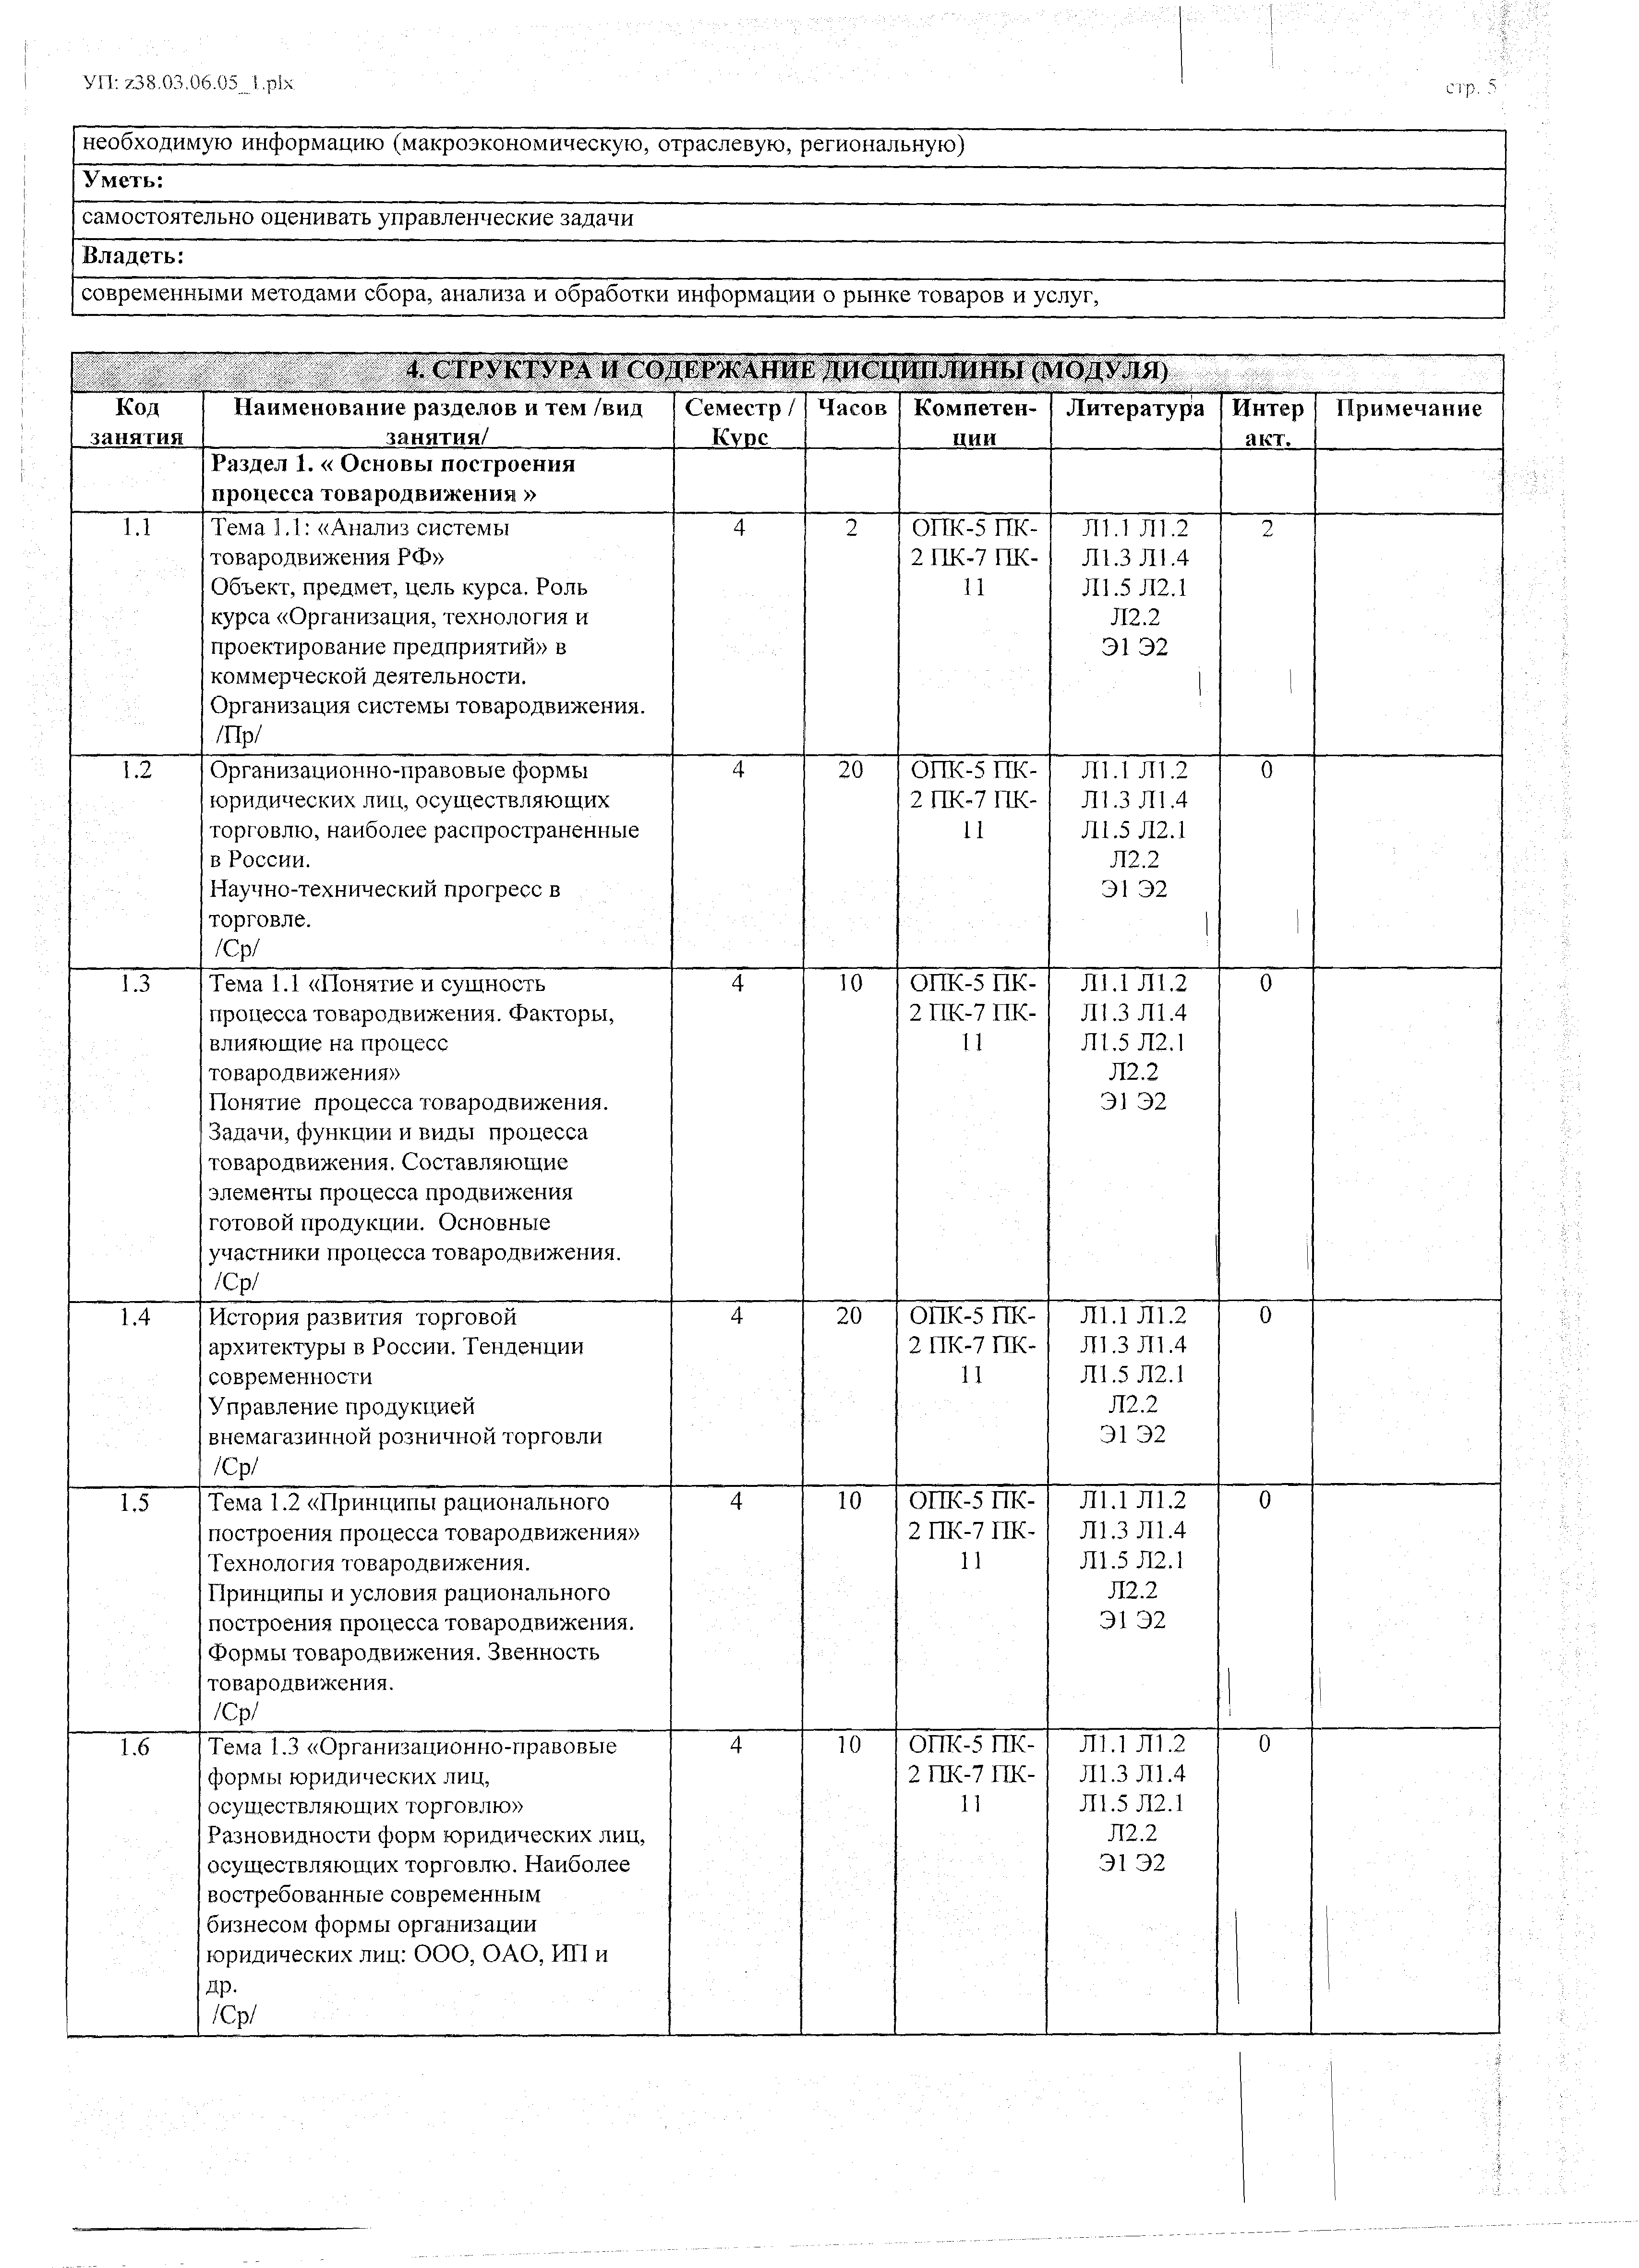 УП: z38.03.06.05_1.plx
стр. 5
необходимую информацию (макроэкономическую, отраслевую, региональную)
Уметь:
самостоятельно оценивать управленческие задачи
Владеть:
современными методами сбора, анализа и обработки информации о рынке товаров и услуг,
4. СТРУКТУРА И СОДЕРЖАНИЕ ДИСЦИПЛИНЫ (МОДУЛЯ)
Код занятия
Наименование разделов и тем /вид занятия/
Семестр / Курс
Часов
Компетен-ции
Литература
Интеракт.
Примечание
Раздел 1. « Основы построения
процесса товародвижения »
1.1
Тема 1.1: «Анализ системы
товародвижения РФ»
Объект, предмет, цель курса. Роль
курса «Организация, технология и
проектирование предприятий» в
коммерческой деятельности.
Организация системы товародвижения.
/Пр/
4
2
ОПК-5 ПК-
2 ПК-7 ПК-
11
Л1.1 Л1.2
Л1.3 Л1.4
Л1.5 Л2.1
Л2.2
Э1 Э2
2
1.2
Организационно-правовые формы
юридических лиц, осуществляющих
торговлю, наиболее распространенные
в России.
Научно-технический прогресс в
торговле.
/Ср/
4
20
ОПК-5 ПК-
2 ПК-7 ПК-
11
Л1.1 Л1.2
Л1.3 Л1.4
Л1.5 Л2.1
Л2.2
Э1 Э2
0
1.3
Тема 1.1 «Понятие и сущность
процесса товародвижения. Факторы,
влияющие на процесс
товародвижения»
Понятие процесса товародвижения.
Задачи, функции и виды процесса
товародвижения. Составляющие
элементы процесса продвижения
готовой продукции. Основные
участники процесса товародвижения.
/Ср/
4
10
ОПК-5 ПК-
2 ПК-7 ПК-
11
Л1.1 Л1.2
Л1.3 Л1.4
Л1.5 Л2.1
Л2.2
Э1 Э2
0
1.4
История развития торговой
архитектуры в России. Тенденции
современности
Управление продукцией
внемагазинной розничной торговли
/Ср/
4
20
ОПК-5 ПК-
2 ПК-7 ПК-
11
Л1.1 Л1.2
Л1.3 Л1.4
Л1.5 Л2.1
Л2.2
Э1 Э2
0
1.5
Тема 1.2 «Принципы рационального
построения процесса товародвижения»
Технология товародвижения.
Принципы и условия рационального
построения процесса товародвижения.
Формы товародвижения. Звенность
товародвижения.
/Ср/
4
10
ОПК-5 ПК-
2 ПК-7 ПК-
11
Л1.1 Л1.2
Л1.3 Л1.4
Л1.5 Л2.1
Л2.2
Э1 Э2
0
1.6
Тема 1.3 «Организационно-правовые
формы юридических лиц,
осуществляющих торговлю»
Разновидности форм юридических лиц,
осуществляющих торговлю. Наиболее
востребованные современным
бизнесом формы организации
юридических лиц: ООО, ОАО, ИП и
др.
/Ср/
4
10
ОПК-5 ПК-
2 ПК-7 ПК-
11
Л1.1 Л1.2
Л1.3 Л1.4
Л1.5 Л2.1
Л2.2
Э1 Э2
0